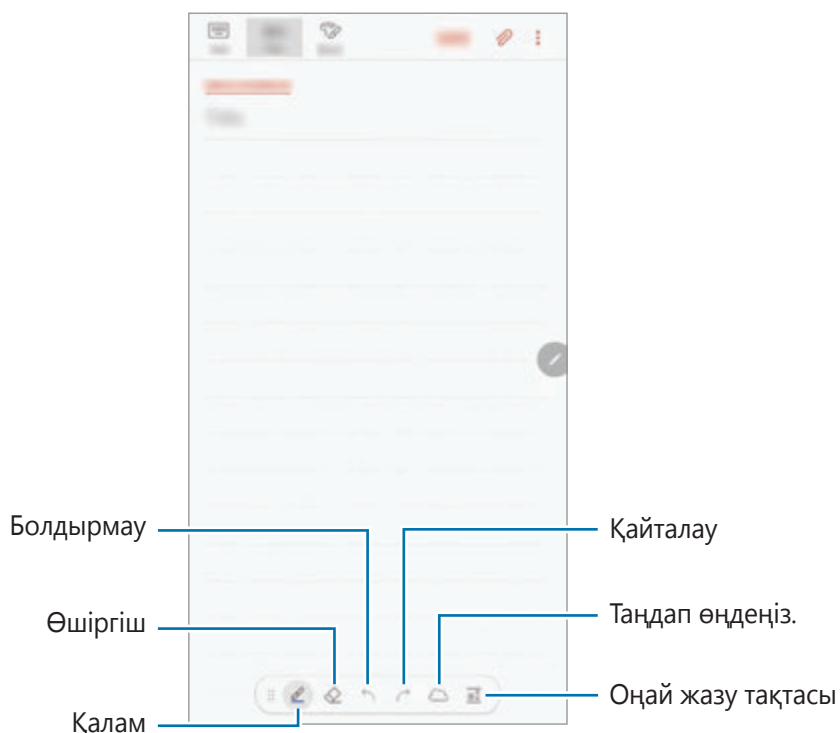 Болдырмау
Қайталау
Өшіргіш
Таңдап өңдеңіз.
Оңай жазу тақтасы
Қалам